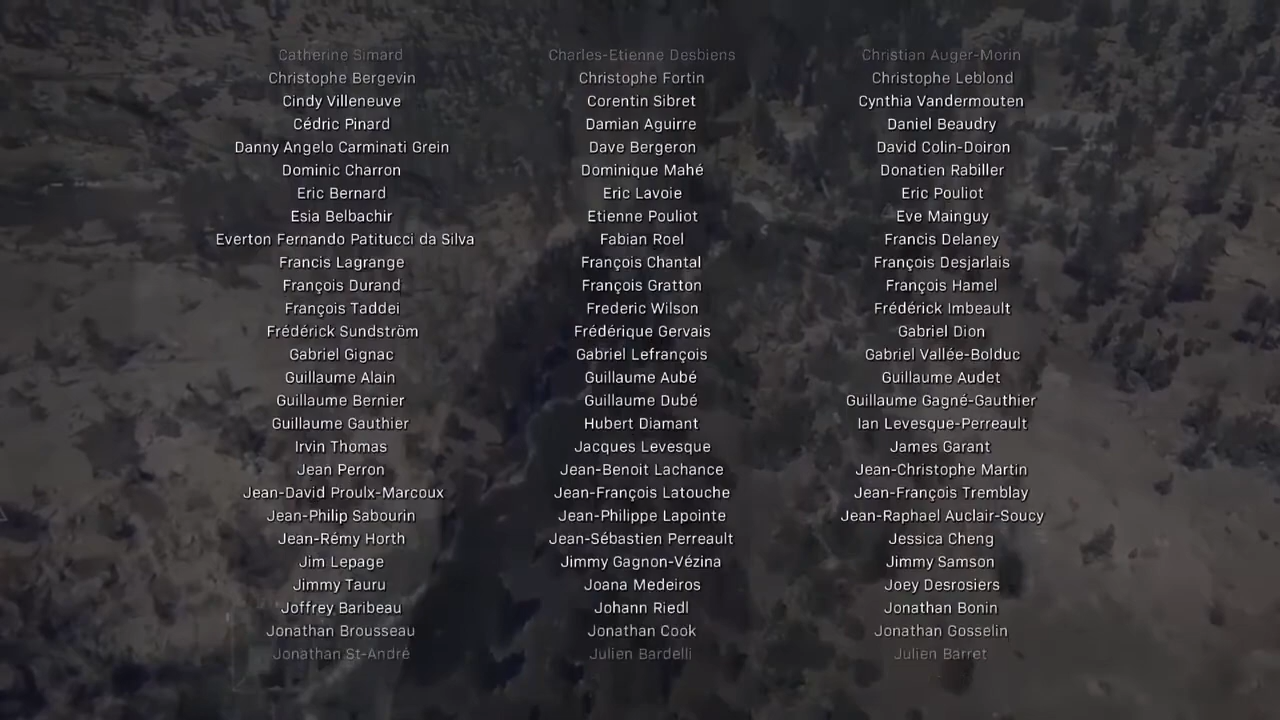 Catherine Simard Charles-Etienne Desbiens Christian Auger-Morin
Christophe Bergevin Christophe Fortin Christophe Leblond
Cindy Villeneuve Corentin Sibret Cynthia Vandermouten
Cédric Pinard Damian Aguirre Daniel Beaudry
Danny Angelo Carminati Grein Dave Bergeron David Colin-Doiron
Dominic Charron Dominique Mahé Donatien Rabiller
Eric Bernard Eric Lavoie Eric Pouliot
Esia Belbachir Etienne Pouliot Eve Mainguy
Everton Fernando Patitucci da Silva Fabian Roel Francis Delaney
Francis Lagrange François Chantal François Desjarlais
François Durand François Gratton François Hamel
François Taddei Frederic Wilson Frédérick Imbeault
Frédérick Sundström Frédérique Gervais Gabriel Dion
Gabriel Gignac Gabriel Lefrançois Gabriel Vallée-Bolduc
Guillaume Alain Guillaume Aubé Guillaume Audet
Guillaume Bernier Guillaume Dubé Guillaume Gagné-Gauthier
Guillaume Gauthier Hubert Diamant Ian Levesque-Perreault
Irvin Thomas Jacques Levesque James Garant
Jean Perron Jean-Benoit Lachance Jean-Christophe Martin
Jean-David Proulx-Marcoux Jean-François Latouche Jean-François Tremblay
Jean-Philip Sabourin Jean-Philippe Lapointe Jean-Raphael Auclair-Soucy
Jean-Rémy Horth Jean-Sébastien Perreault Jessica Cheng
Jim Lepage Jimmy Gagnon-Vézina Jimmy Samson
Jimmy Tauru Joana Medeiros Joey Desrosiers
Joffrey Baribeau Johann Riedl Jonathan Bonin
Jonathan Brousseau Jonathan Cook Jonathan Gosselin
Jonathan St-André Julien Bardelli Julien Barret